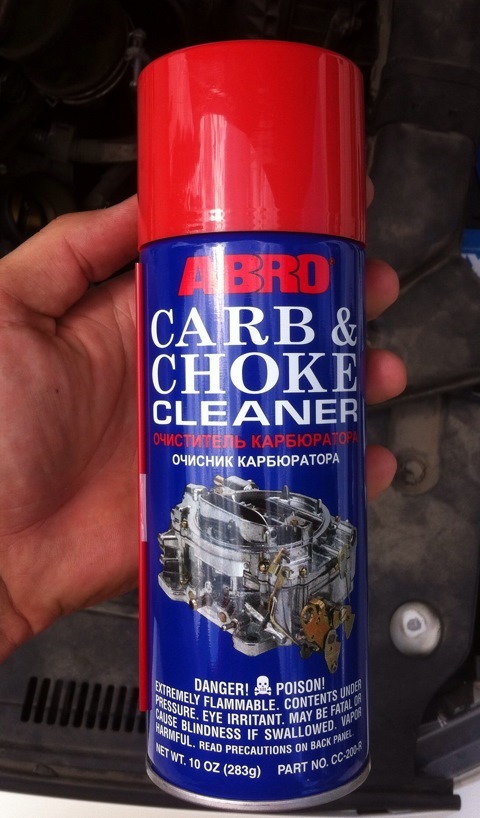 ABRO
CARB &
CHOKE
CLEANER
ОЧИСТИТЕЛЬ КАРБЮРАТОРА
ОЧИСНИК КАРБЮРАТОРА
DANGER! POISON!
EXTREMELY FLAMMABLE. CONTENTS UNDER
PRESSURE. EYE IRRITANT. MAY BE FATAL OR
CAUSE BLINDNESS IF SWALLOWED. VAPOR
HARMFUL. READ PRECAUTIONS ON BACK PANEL.
NET WT. 10 OZ (283g) PART NO. CC-200-R